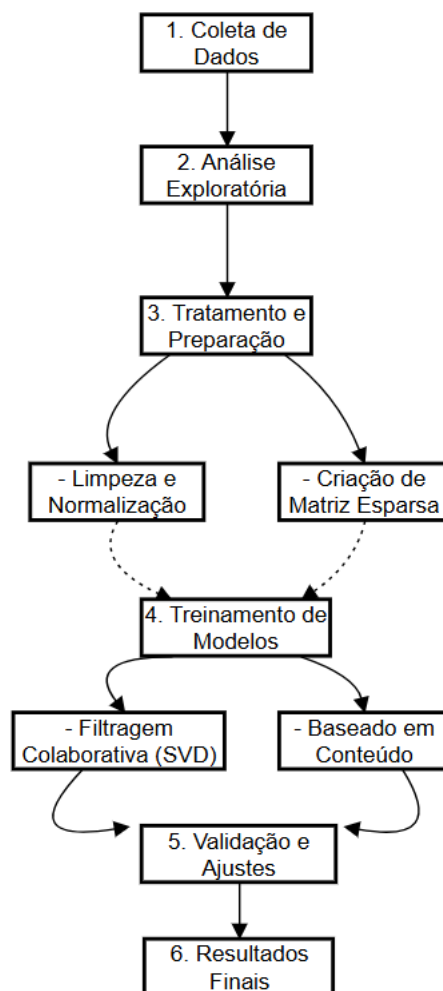 1. Coleta de
Dados
2. Análise
Exploratória
3. Tratamento e
Preparação
- Limpeza e
Normalização
- Criação de
Matriz Esparsa
4. Treinamento de
Modelos
- Filtragem
Colaborativa (SVD)
- Baseado em
Conteúdo
5. Validação e
Ajustes
6. Resultados
Finais